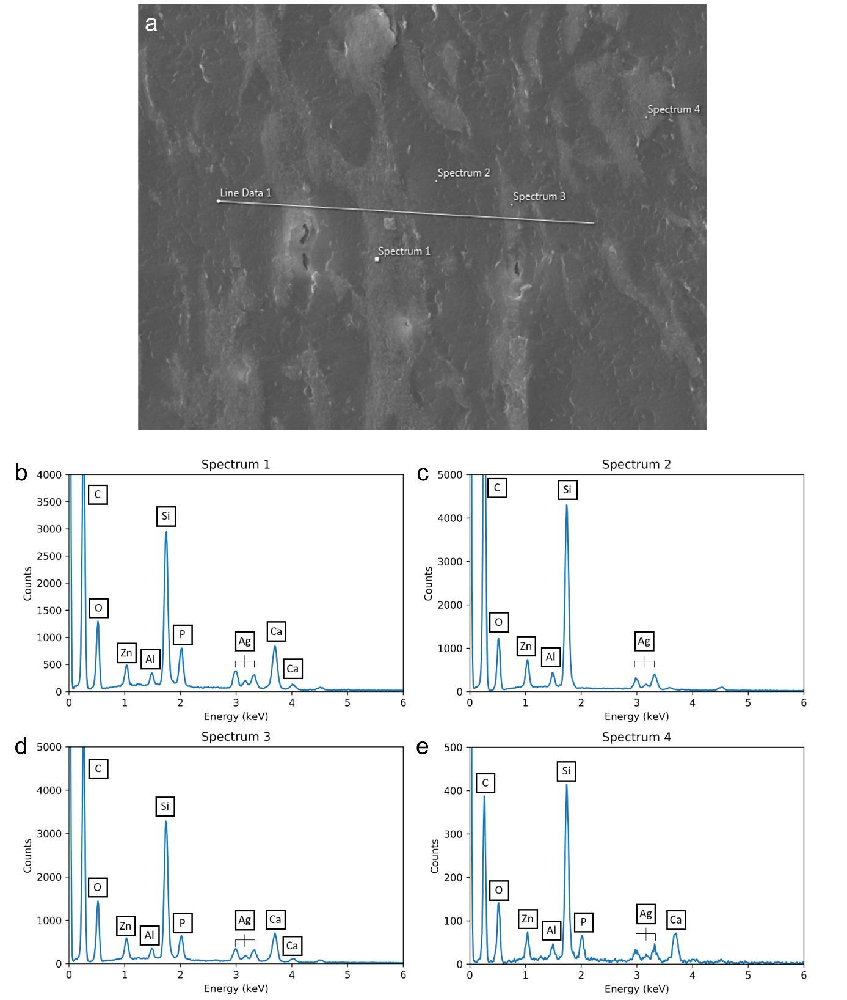 a
Spectrum 4
Spectrum 2
Line Data 1
Spectrum 3
Spectrum 1
b
Spectrum 1
4000
3500
3000
2500
2000
1500
1000
500
0
Counts
C
O
Zn
Al
Si
P
Ag
Ca
Ca
0 1 2 3 4 5 6
Energy (keV)
c
Spectrum 2
5000
4000
3000
2000
1000
0
Counts
C
O
Zn
Al
Si
Ag
0 1 2 3 4 5 6
Energy (keV)
d
Spectrum 3
5000
4000
3000
2000
1000
0
Counts
C
O
Zn
Al
Si
P
Ag
Ca
Ca
0 1 2 3 4 5 6
Energy (keV)
e
Spectrum 4
500
400
300
200
100
0
Counts
C
O
Zn
Al
Si
P
Ag
Ca
0 1 2 3 4 5 6
Energy (keV)